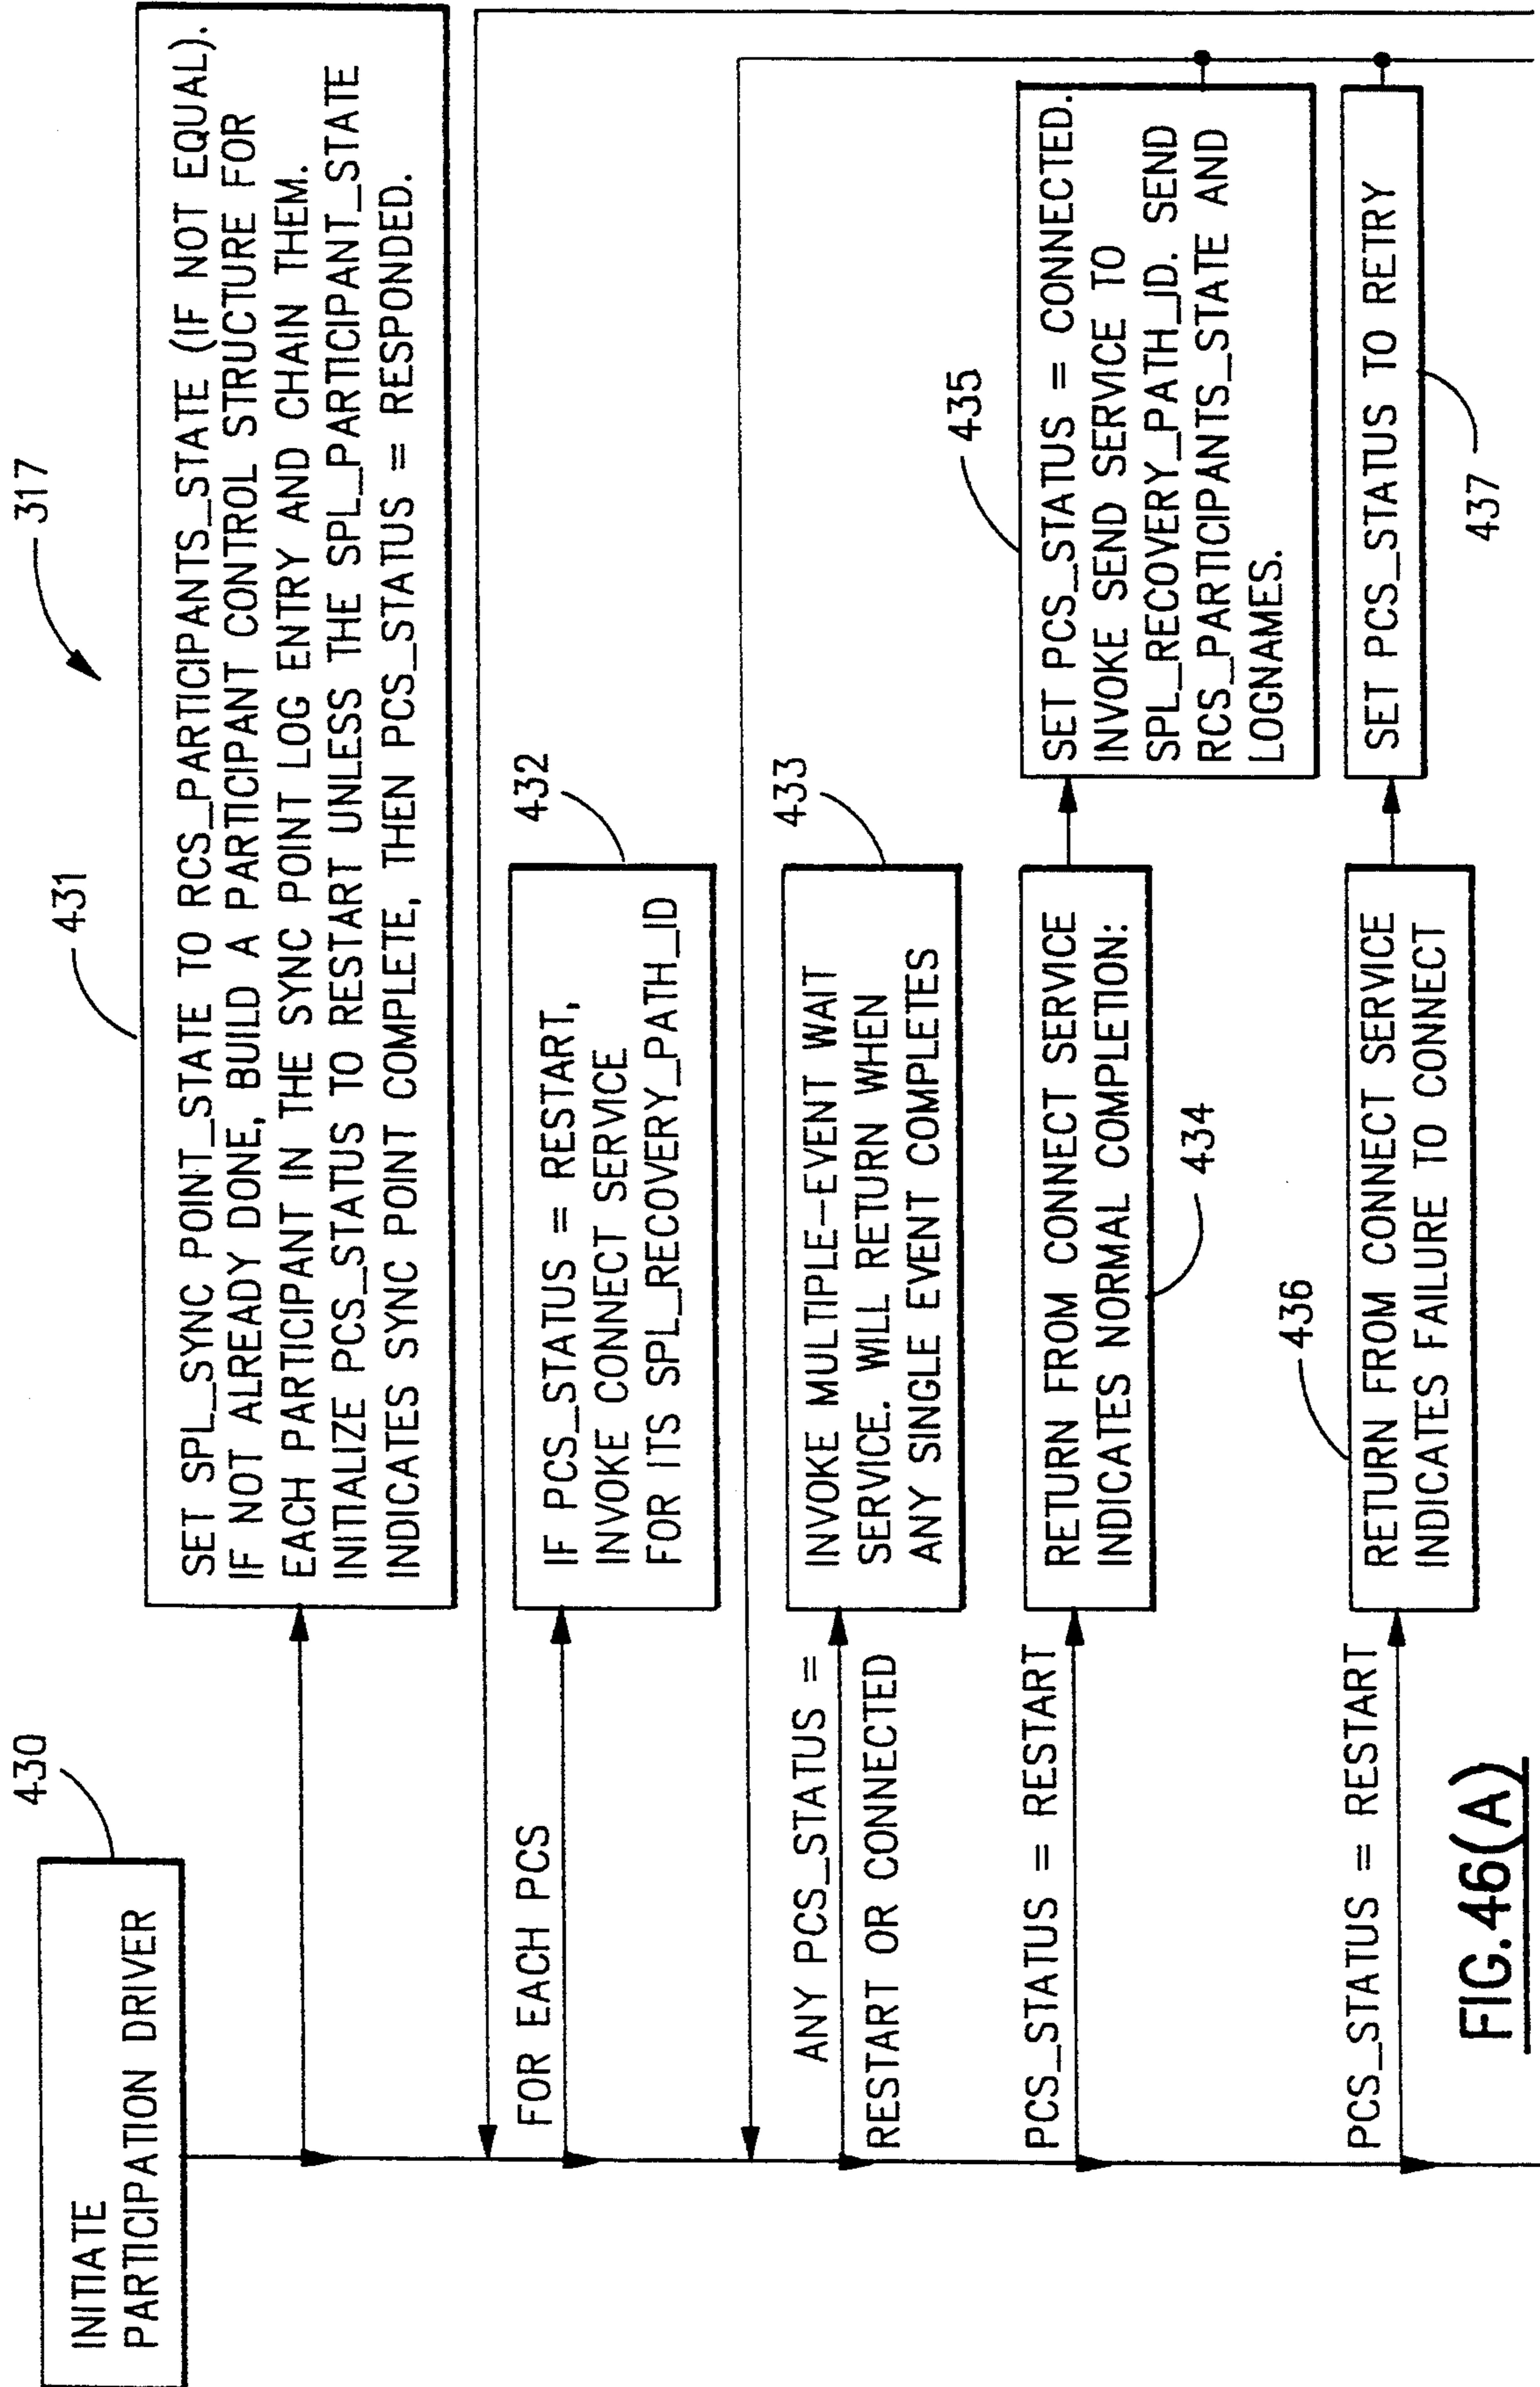 317
430
INITIATE
PARTICIPATION DRIVER
431
SET SPL_SYNC POINT_STATE TO RCS_PARTICIPANTS_STATE (IF NOT EQUAL).
IF NOT ALREADY DONE, BUILD A PARTICIPANT CONTROL STRUCTURE FOR
EACH PARTICIPANT IN THE SYNC POINT LOG ENTRY AND CHAIN THEM.
INITIALIZE PCS_STATUS TO RESTART UNLESS THE SPL_PARTICIPANT_STATE
INDICATES SYNC POINT COMPLETE, THEN PCS_STATUS = RESPONDED.
FOR EACH PCS
432
IF PCS_STATUS = RESTART,
INVOKE CONNECT SERVICE
FOR ITS SPL_RECOVERY_PATH_ID
ANY PCS_STATUS =
RESTART OR CONNECTED
433
INVOKE MULTIPLE-EVENT WAIT
SERVICE. WILL RETURN WHEN
ANY SINGLE EVENT COMPLETES
PCS_STATUS = RESTART
RETURN FROM CONNECT SERVICE
INDICATES NORMAL COMPLETION:
434
435
SET PCS_STATUS = CONNECTED.
INVOKE SEND SERVICE TO
SPL_RECOVERY_PATH_ID. SEND
RCS_PARTICIPANTS_STATE AND
LOGNAMES.
PCS_STATUS = RESTART
436
RETURN FROM CONNECT SERVICE
INDICATES FAILURE TO CONNECT
SET PCS_STATUS TO RETRY
437
FIG.46(A)